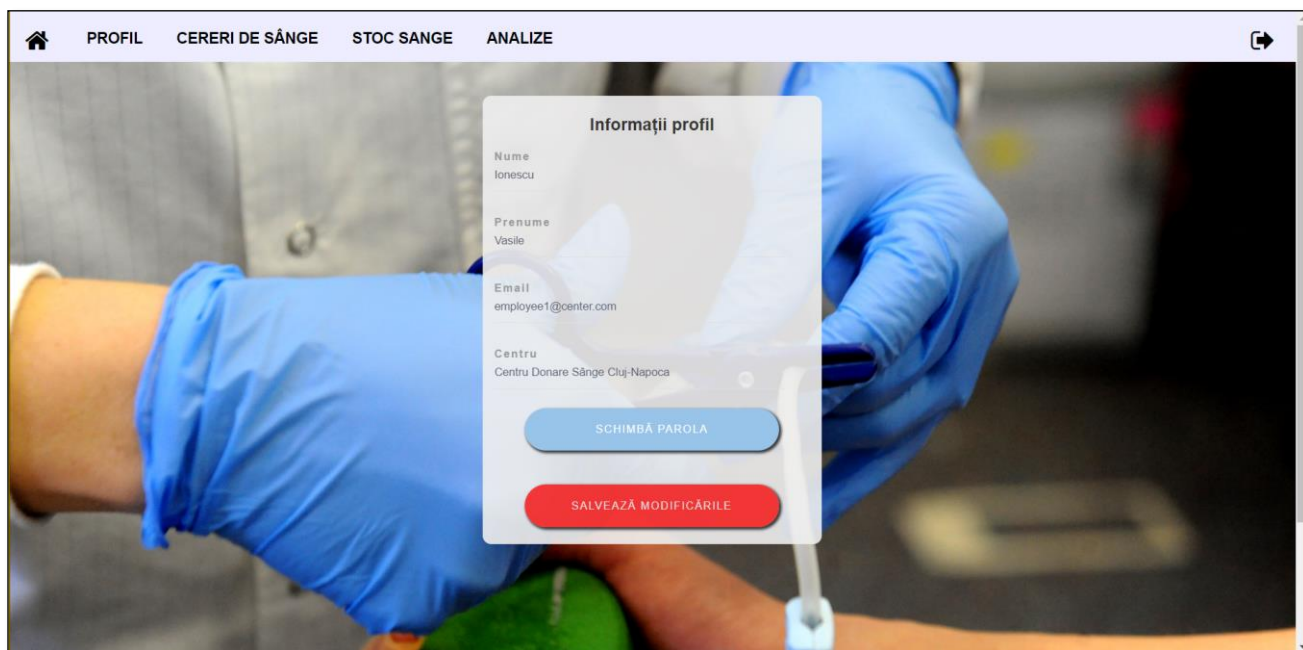 PROFIL CERERI DE SÂNGE STOC SANGE ANALIZE
Informații profil
Nume
Ionescu
Prenume
Vasile
Email
employee1@center.com
Centru
Centru Donare Sânge Cluj-Napoca
SCHIMBĂ PAROLA
SALVEAZĂ MODIFICĂRILE